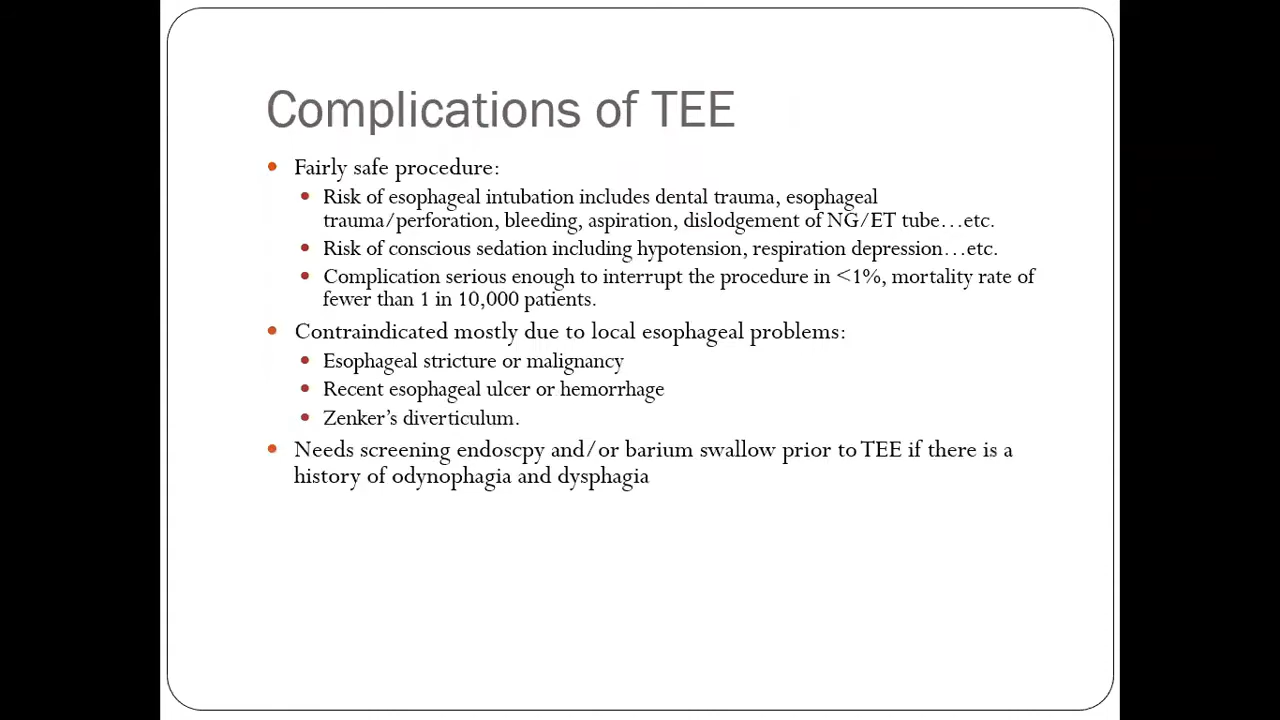 Complications of TEE
• Fairly safe procedure:
• Risk of esophageal intubation includes dental trauma, esophageal
trauma/perforation, bleeding, aspiration, dislodgement of NG/ET tube…etc.
• Risk of conscious sedation including hypotension, respiration depression…etc.
• Complication serious enough to interrupt the procedure in <1%, mortality rate of
fewer than 1 in 10,000 patients.
• Contraindicated mostly due to local esophageal problems:
• Esophageal stricture or malignancy
• Recent esophageal ulcer or hemorrhage
• Zenker’s diverticulum.
• Needs screening endoscpy and/or barium swallow prior to TEE if there is a
history of odynophagia and dysphagia